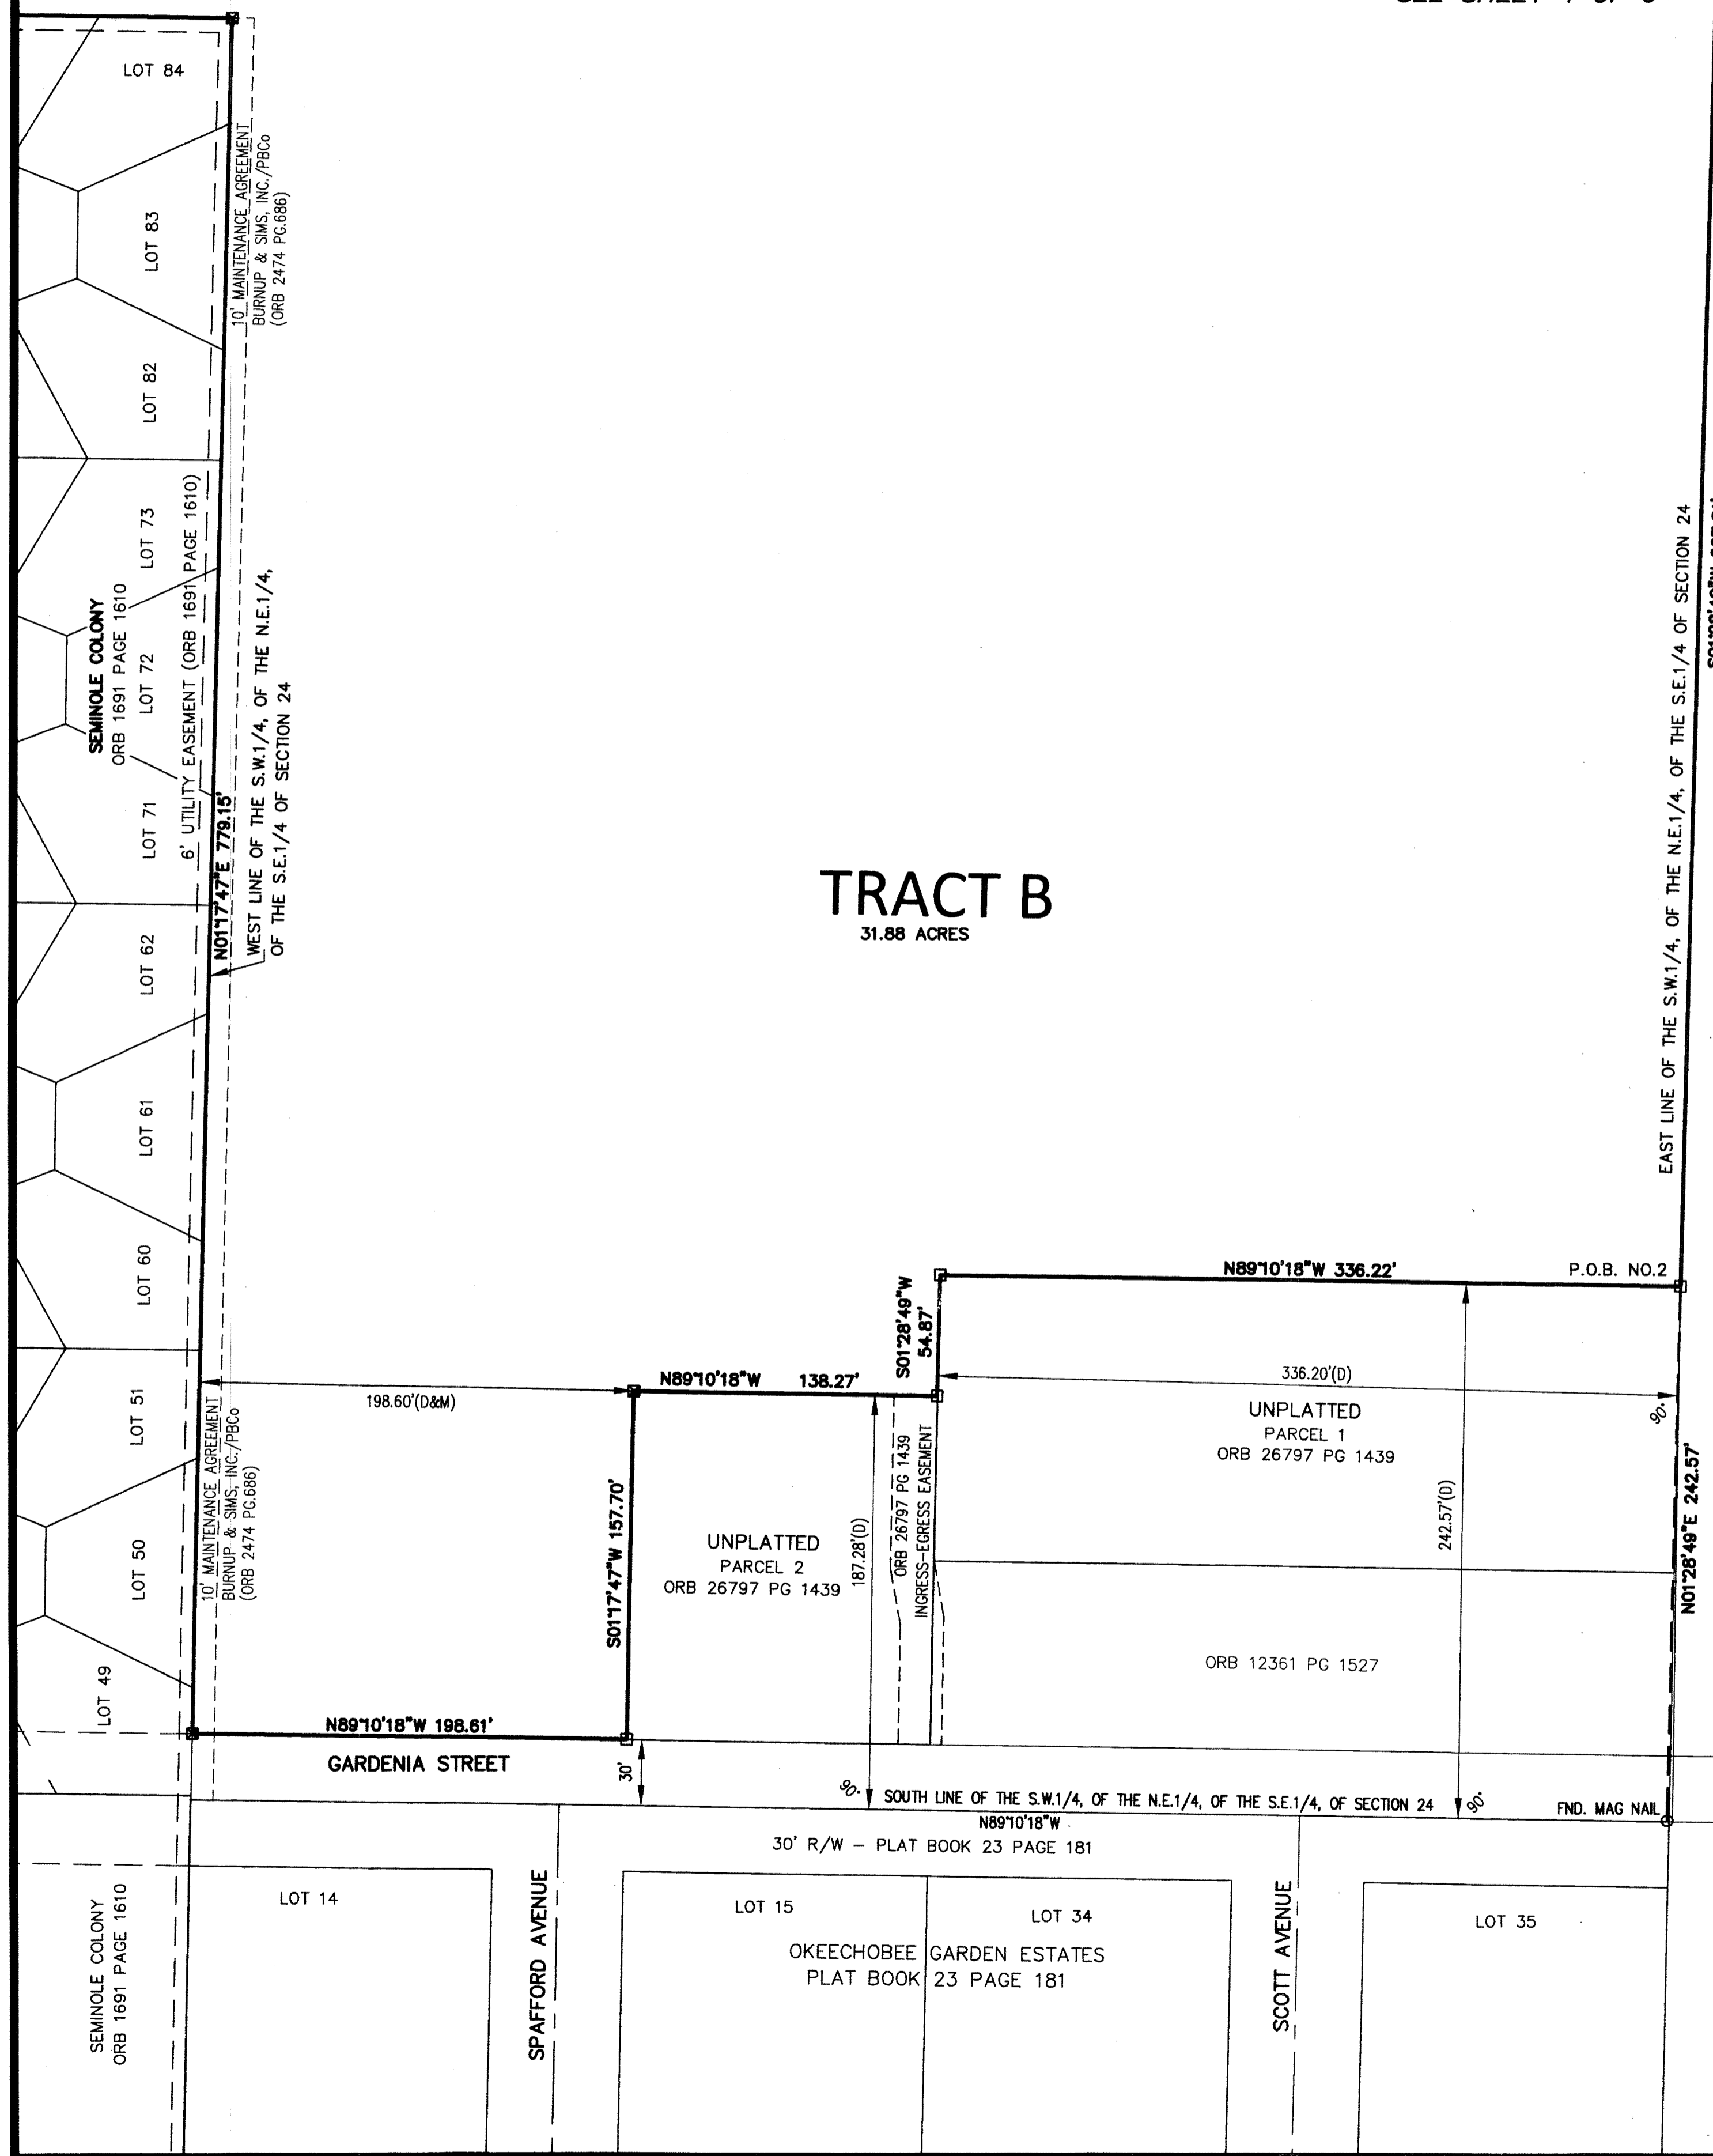 LOT 84
10' MAINTENANCE AGREEMENT
BURNUP & SIMS, INC./PBCo
(ORB 2474 PG.686)
LOT 83
LOT 82
LOT 73
SEMINOLE COLONY
ORB 1691 PAGE 1610
LOT 72
6' UTILITY EASEMENT (ORB 1691 PAGE 1610)
LOT 71
N01°17'47"E 779.15'
WEST LINE OF THE S.W.1/4, OF THE N.E.1/4,
OF THE S.E.1/4 OF SECTION 24
EAST LINE OF THE S.W.1/4, OF THE N.E.1/4, OF THE S.E.1/4 OF SECTION 24
TRACT B
31.88 ACRES
LOT 62
LOT 61
LOT 60
N89°10'18"W 336.22'
P.O.B. NO.2
S01°28'49"W
54.87'
336.20'(D)
N89°10'18"W 138.27'
198.60'(D&M)
LOT 51
10' MAINTENANCE AGREEMENT
BURNUP & SIMS, INC./PBCo
(ORB 2474 PG.686)
UNPLATTED
PARCEL 1
ORB 26797 PG 1439
90°
N01°28'49"E 242.57'
242.57'(D)
S01°17'47"W 157.70'
UNPLATTED
PARCEL 2
ORB 26797 PG 1439
187.28'(D)
ORB 26797 PG 1439
INGRESS-EGRESS EASEMENT
LOT 50
ORB 12361 PG 1527
LOT 49
N89°10'18"W 198.61'
GARDENIA STREET
30'
90°
SOUTH LINE OF THE S.W.1/4, OF THE N.E.1/4, OF THE S.E.1/4, OF SECTION 24
90°
FND. MAG NAIL
N89°10'18"W
30' R/W - PLAT BOOK 23 PAGE 181
SEMINOLE COLONY
ORB 1691 PAGE 1610
LOT 14
SPAFFORD AVENUE
LOT 15
LOT 34
OKEECHOBEE GARDEN ESTATES
PLAT BOOK 23 PAGE 181
SCOTT AVENUE
LOT 35